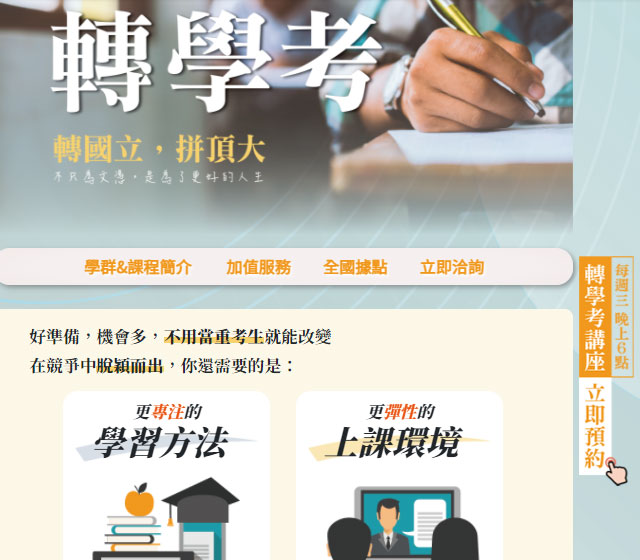 轉學考
轉國立，拼頂大
不只為文憑，是為了更好的人生
學群&課程簡介
加值服務
全國據點
立即洽詢
每週三 晚上6點
轉學考講座
立即預約
好準備，機會多，不用當重考生就能改變
在競爭中脫穎而出，你還需要的是：
更專注的
學習方法
更彈性的
上課環境